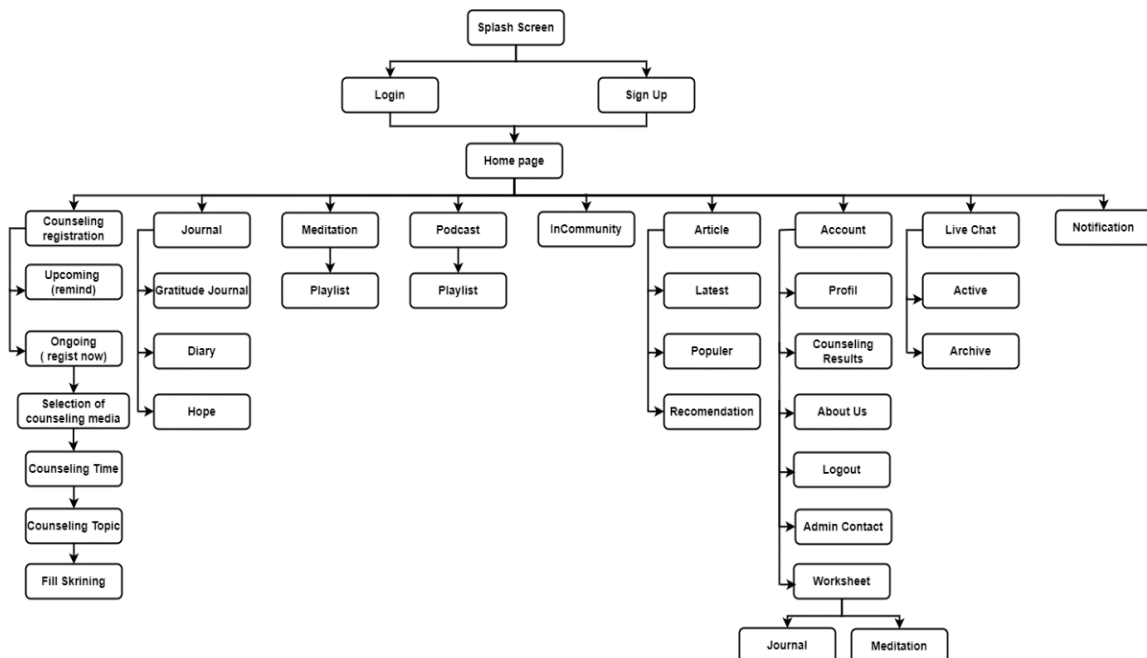 Splash Screen
Login
Sign Up
Home page
Counseling
registration
Journal
Meditation
Podcast
InCommunity
Article
Account
Live Chat
Notification
Upcoming
(remind)
Gratitude Journal
Playlist
Playlist
Latest
Profil
Active
Ongoing
( regist now)
Diary
Populer
Counseling
Results
Archive
Selection of
counseling media
Hope
Recomendation
About Us
Counseling Time
Logout
Counseling Topic
Admin Contact
Fill Skrining
Worksheet
Journal
Meditation